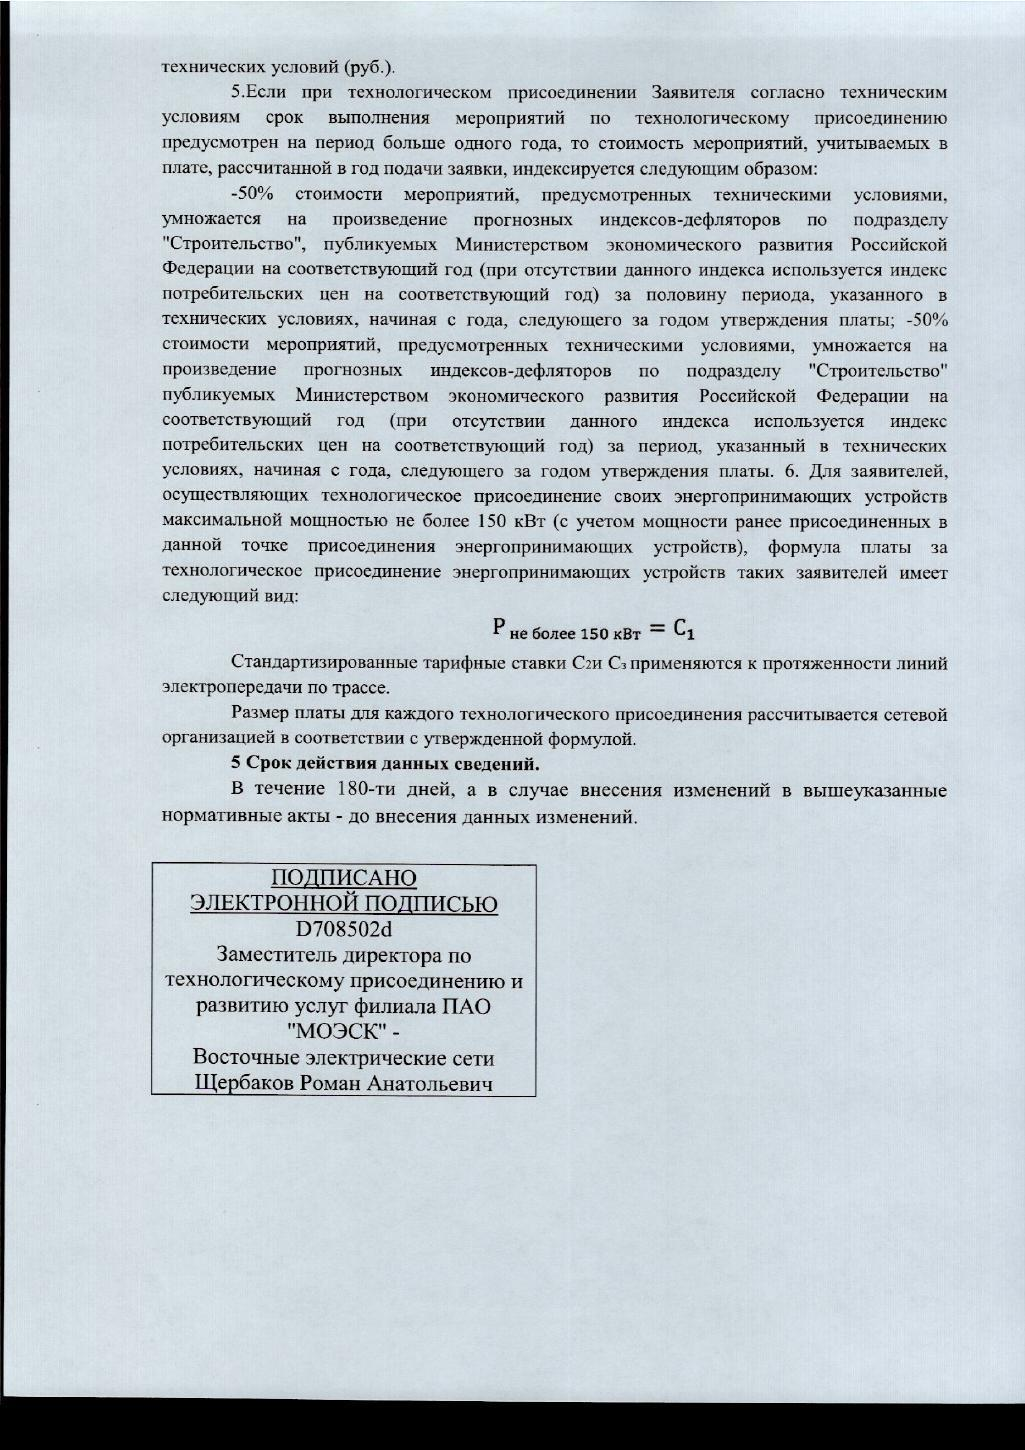 технических условий (руб.).
5.Если при технологическом присоединении Заявителя согласно техническим
условиям срок выполнения мероприятий по технологическому присоединению
предусмотрен на период больше одного года, то стоимость мероприятий, учитываемых в
плате, рассчитанной в год подачи заявки, индексируется следующим образом:
-50% стоимости мероприятий, предусмотренных техническими условиями,
умножается на произведение прогнозных индексов-дефляторов по подразделу
"Строительство", публикуемых Министерством экономического развития Российской
Федерации на соответствующий год (при отсутствии данного индекса используется индекс
потребительских цен на соответствующий год) за половину периода, указанного в
технических условиях, начиная с года, следующего за годом утверждения платы; -50%
стоимости мероприятий, предусмотренных техническими условиями, умножается на
произведение прогнозных индексов-дефляторов по подразделу "Строительство"
публикуемых Министерством экономического развития Российской Федерации на
соответствующий год (при отсутствии данного индекса используется индекс
потребительских цен на соответствующий год) за период, указанный в технических
условиях, начиная с года, следующего за годом утверждения платы. 6. Для заявителей,
осуществляющих технологическое присоединение своих энергопринимающих устройств
максимальной мощностью не более 150 кВт (с учетом мощности ранее присоединенных в
данной точке присоединения энергопринимающих устройств), формула платы за
технологическое присоединение энергопринимающих устройств таких заявителей имеет
следующий вид:
P не более 150 кВт = C₁
Стандартизированные тарифные ставки C₂и C₃ применяются к протяженности линий
электропередачи по трассе.
Размер платы для каждого технологического присоединения рассчитывается сетевой
организацией в соответствии с утвержденной формулой.
5 Срок действия данных сведений.
В течение 180-ти дней, а в случае внесения изменений в вышеуказанные
нормативные акты - до внесения данных изменений.
ПОДПИСАНО
ЭЛЕКТРОННОЙ ПОДПИСЬЮ
D708502d
Заместитель директора по
технологическому присоединению и
развитию услуг филиала ПАО
"МОЭСК" -
Восточные электрические сети
Щербаков Роман Анатольевич